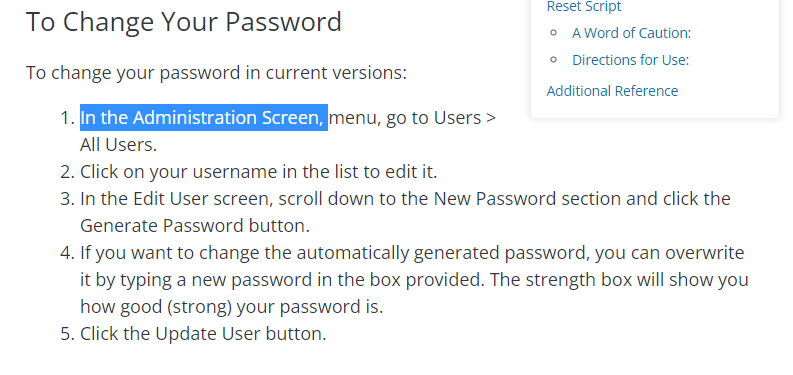 To Change Your Password
To change your password in current versions:
1. In the Administration Screen, menu, go to Users >
All Users.
2. Click on your username in the list to edit it.
3. In the Edit User screen, scroll down to the New Password section and click the
Generate Password button.
4. If you want to change the automatically generated password, you can overwrite
it by typing a new password in the box provided. The strength box will show you
how good (strong) your password is.
5. Click the Update User button.
Reset Script
A Word of Caution:
Directions for Use:
Additional Reference